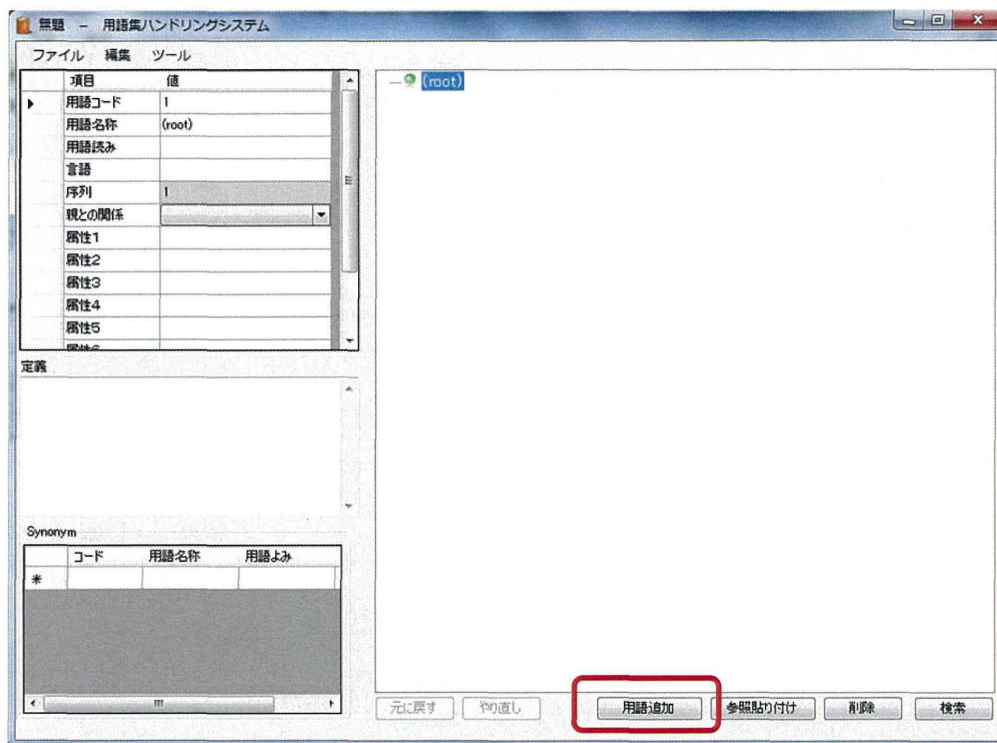 無題 － 用語集ハンドリングシステム
ファイル 編集 ツール
項目 値
用語コード 1
用語名称 (root)
用語読み
言語
序列 1
親との関係
属性1
属性2
属性3
属性4
属性5
属性6
定義
Synonym
コード 用語名称 用語よみ
(root)
元に戻す やり直し 用語追加 参照貼り付け 削除 検索